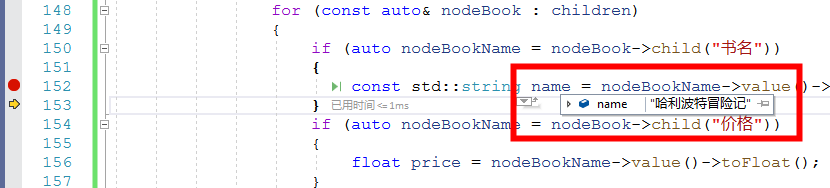 148 for (const auto& nodeBook : children)
149 {
150 if (auto nodeBookName = nodeBook->child("书名"))
151 {
152 const std::string name = nodeBookName->value()->
153 } 已用时间 <= 1ms name "哈利波特冒险记"
154 if (auto nodeBookName = nodeBook->child("价格"))
155 {
156 float price = nodeBookName->value()->toFloat();
157 }